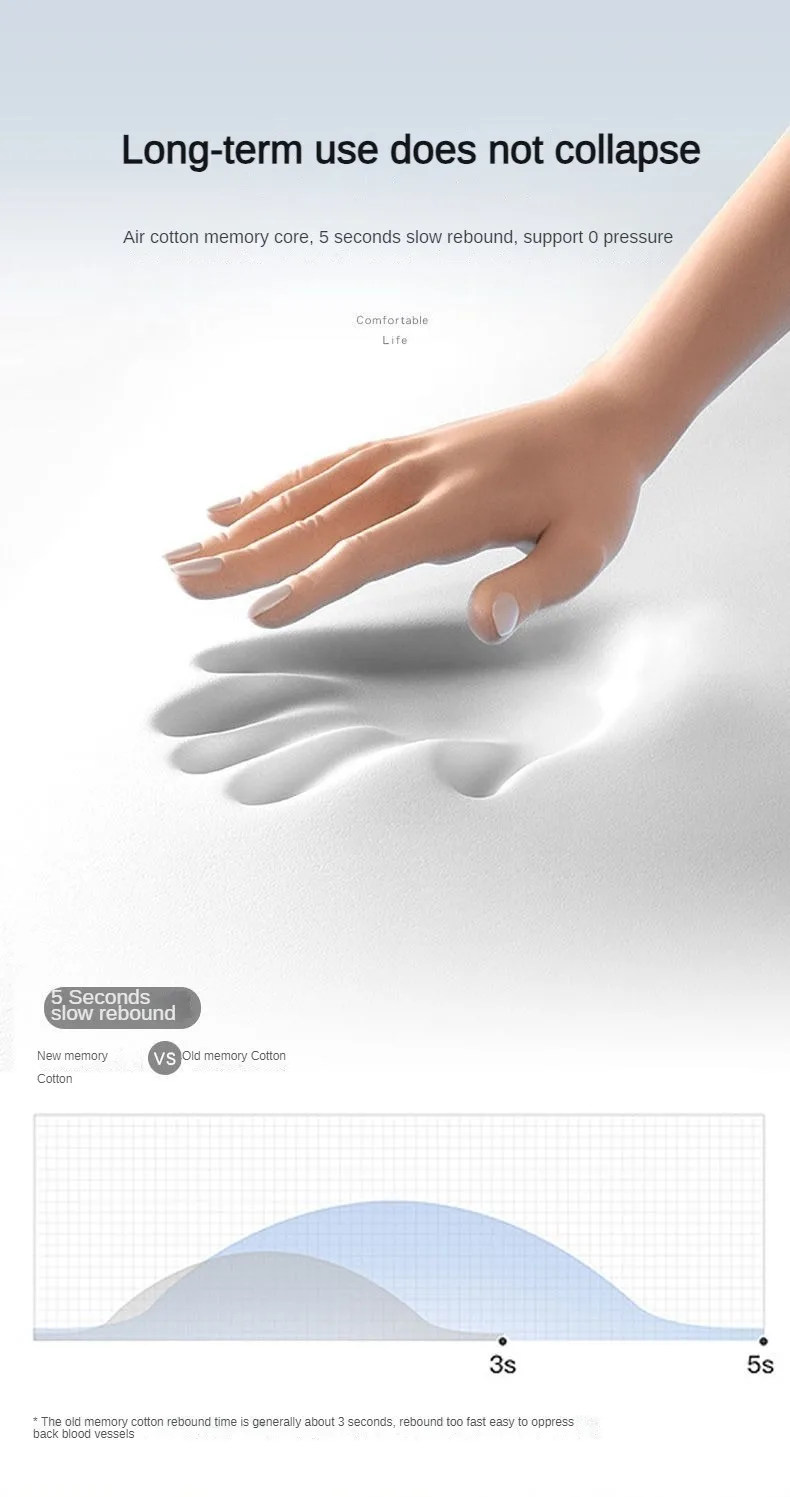 Long-term use does not collapse
Air cotton memory core, 5 seconds slow rebound, support 0 pressure
Comfortable
Life
5 Seconds
slow rebound
New memory
Cotton
VS
Old memory Cotton
3s
5s
* The old memory cotton rebound time is generally about 3 seconds, rebound too fast easy to oppress
back blood vessels